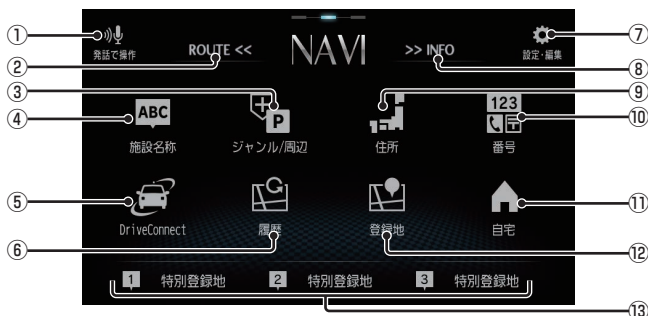 ① 発話で操作
② ROUTE <<
NAVI
>> INFO ⑧
設定・編集 ⑦
③
④ ABC
施設名称
P
ジャンル/周辺
⑨
住所
123 ⑩
番号
⑤ DriveConnect
⑥ 履歴
登録地 ⑫
自宅 ⑪
1 特別登録地 2 特別登録地 3 特別登録地
⑬